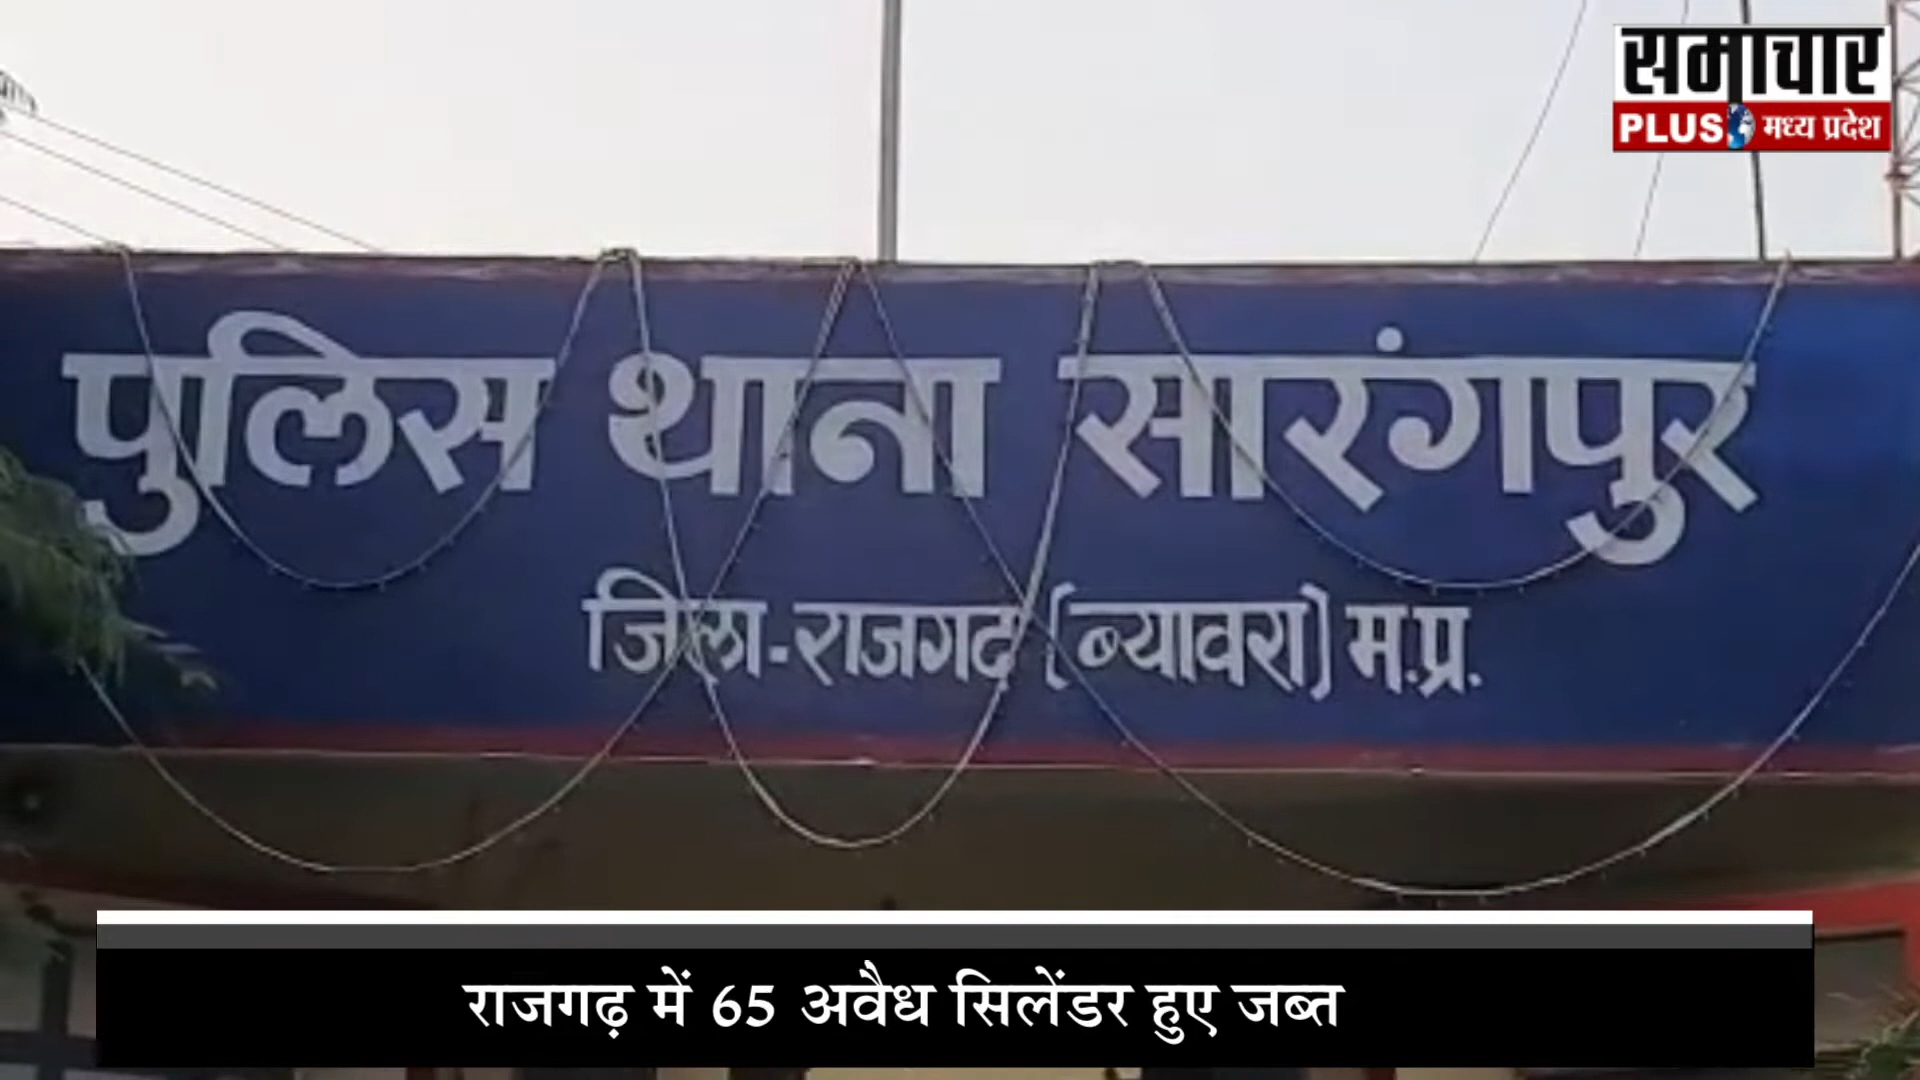 समाचार
PLUS मध्य प्रदेश
पुलिस थाना सारंगपुर
जिला-राजगढ (ब्यावरा) म.प्र.
राजगढ़ में 65 अवैध सिलेंडर हुए जब्त